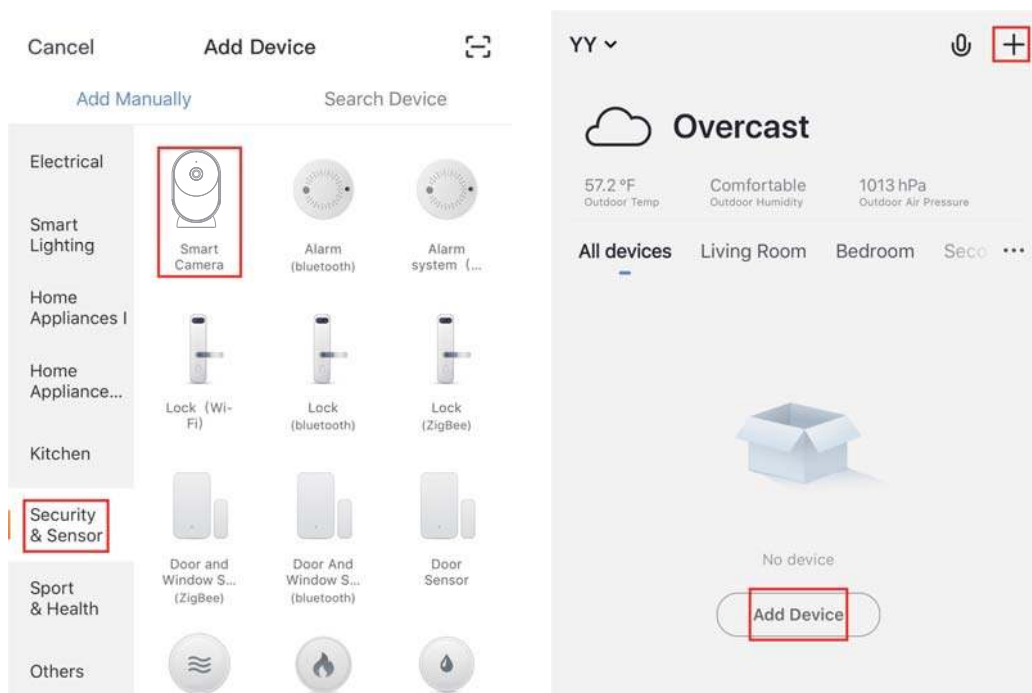 Cancel
Add Device
Add Manually
Search Device
Electrical
Smart
Lighting
Home
Appliances I
Home
Appliance...
Kitchen
Security
& Sensor
Sport
& Health
Others
Smart
Camera
Alarm
(bluetooth)
Alarm
system (...
Lock (Wi-
Fi)
Lock
(bluetooth)
Lock
(ZigBee)
Door and
Window S...
(ZigBee)
Door And
Window S...
(bluetooth)
Door
Sensor
YY
Overcast
57.2 °F
Outdoor Temp
Comfortable
Outdoor Humidity
1013 hPa
Outdoor Air Pressure
All devices Living Room Bedroom Seco ···
No device
Add Device